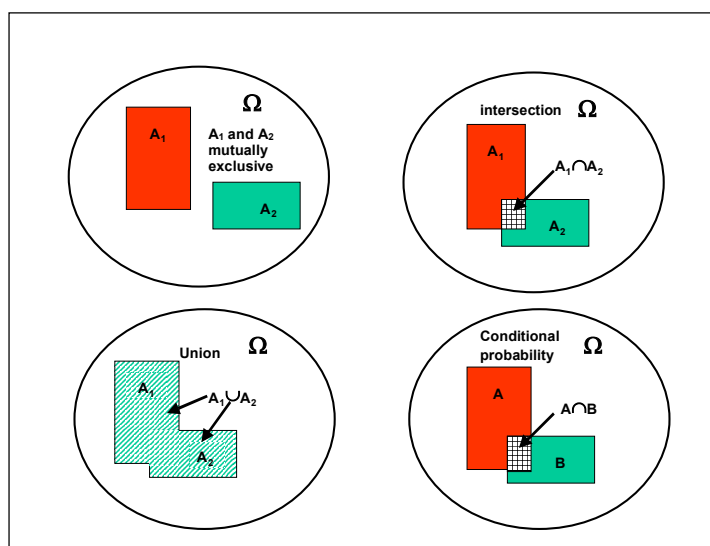 Ω
A₁
A₁ and A₂
mutually
exclusive
A₂
intersection Ω
A₁
A₁∩A₂
A₂
Union Ω
A₁
A₁∪A₂
A₂
Conditional
probability Ω
A
A∩B
B